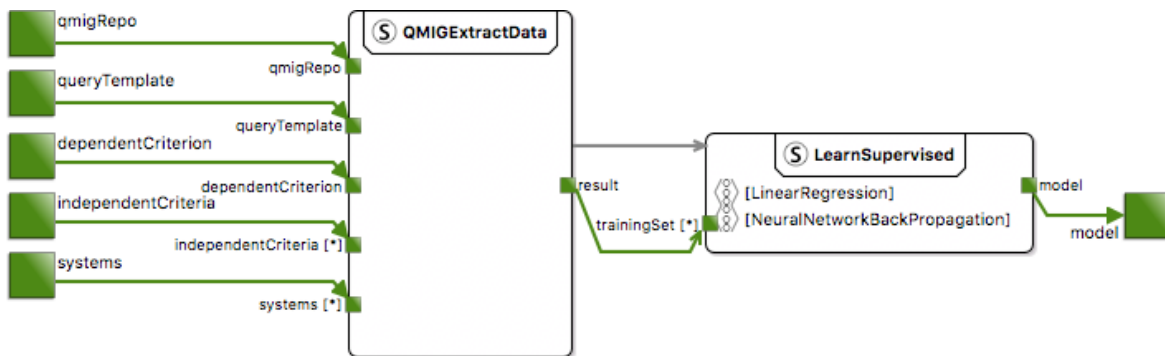 qmigRepo
S QMIGExtractData
qmigRepo
queryTemplate
queryTemplate
dependentCriterion
dependentCriterion
independentCriteria
independentCriteria [*]
systems
systems [*]
result
S LearnSupervised
[LinearRegression]
[NeuralNetworkBackPropagation]
trainingSet [*]
model
model